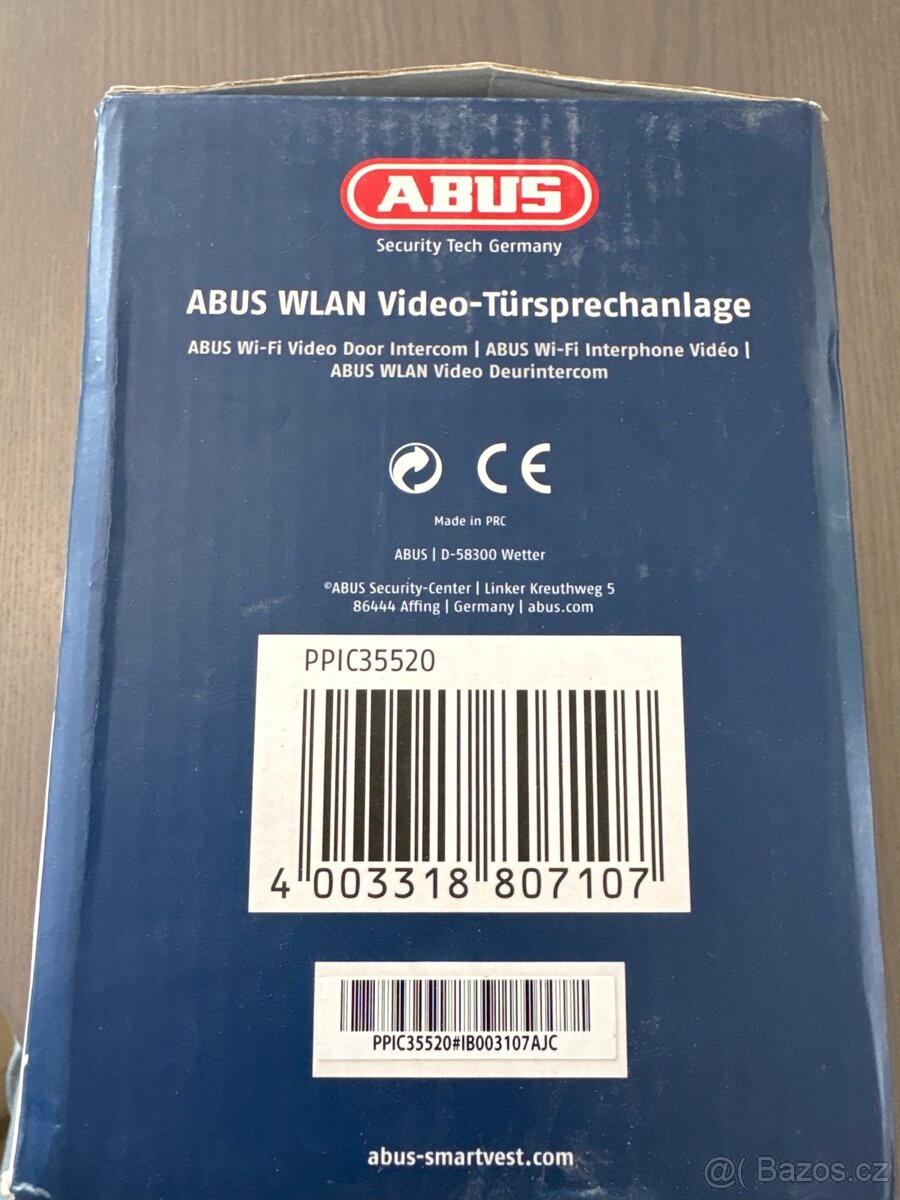 ABUS
Security Tech Germany
ABUS WLAN Video-Türsprechanlage
ABUS Wi-Fi Video Door Intercom | ABUS Wi-Fi Interphone Vidéo |
ABUS WLAN Video Deurintercom
CE
Made in PRC
ABUS | D-58300 Wetter
©ABUS Security-Center | Linker Kreuthweg 5
86444 Affing | Germany | abus.com
PPIC35520
4 003318 807107
PPIC35520#IB003107AJC
abus-smartvest.com
@( Bazos.cz